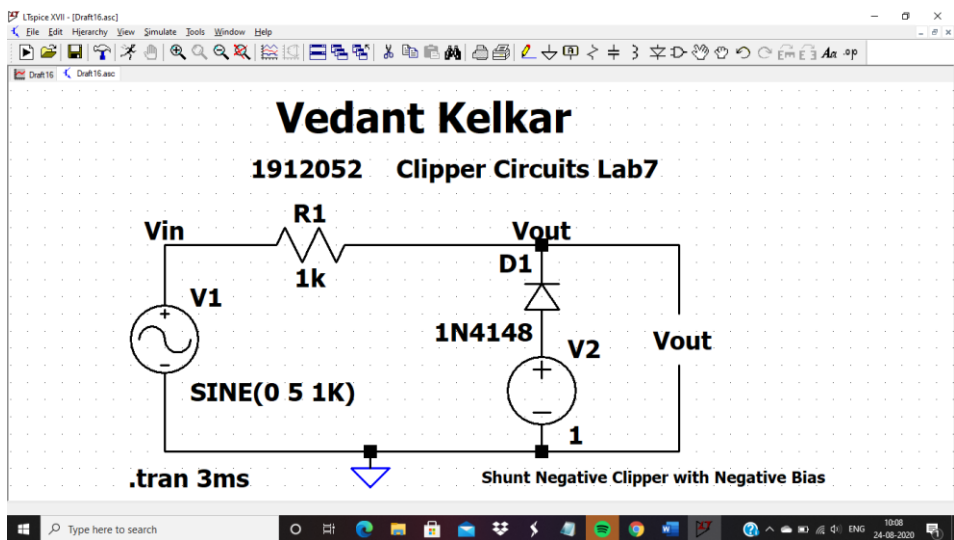 LTspice XVII - [Draft16.asc]
File Edit Hierarchy View Simulate Tools Window Help
Draft16 Draft16.asc
Vedant Kelkar
1912052 Clipper Circuits Lab7
R1
Vin
Vout
1k
D1
V1
1N4148
V2
Vout
SINE(0 5 1K)
1
.tran 3ms
Shunt Negative Clipper with Negative Bias
Type here to search
ENG
10:08
24-08-2020